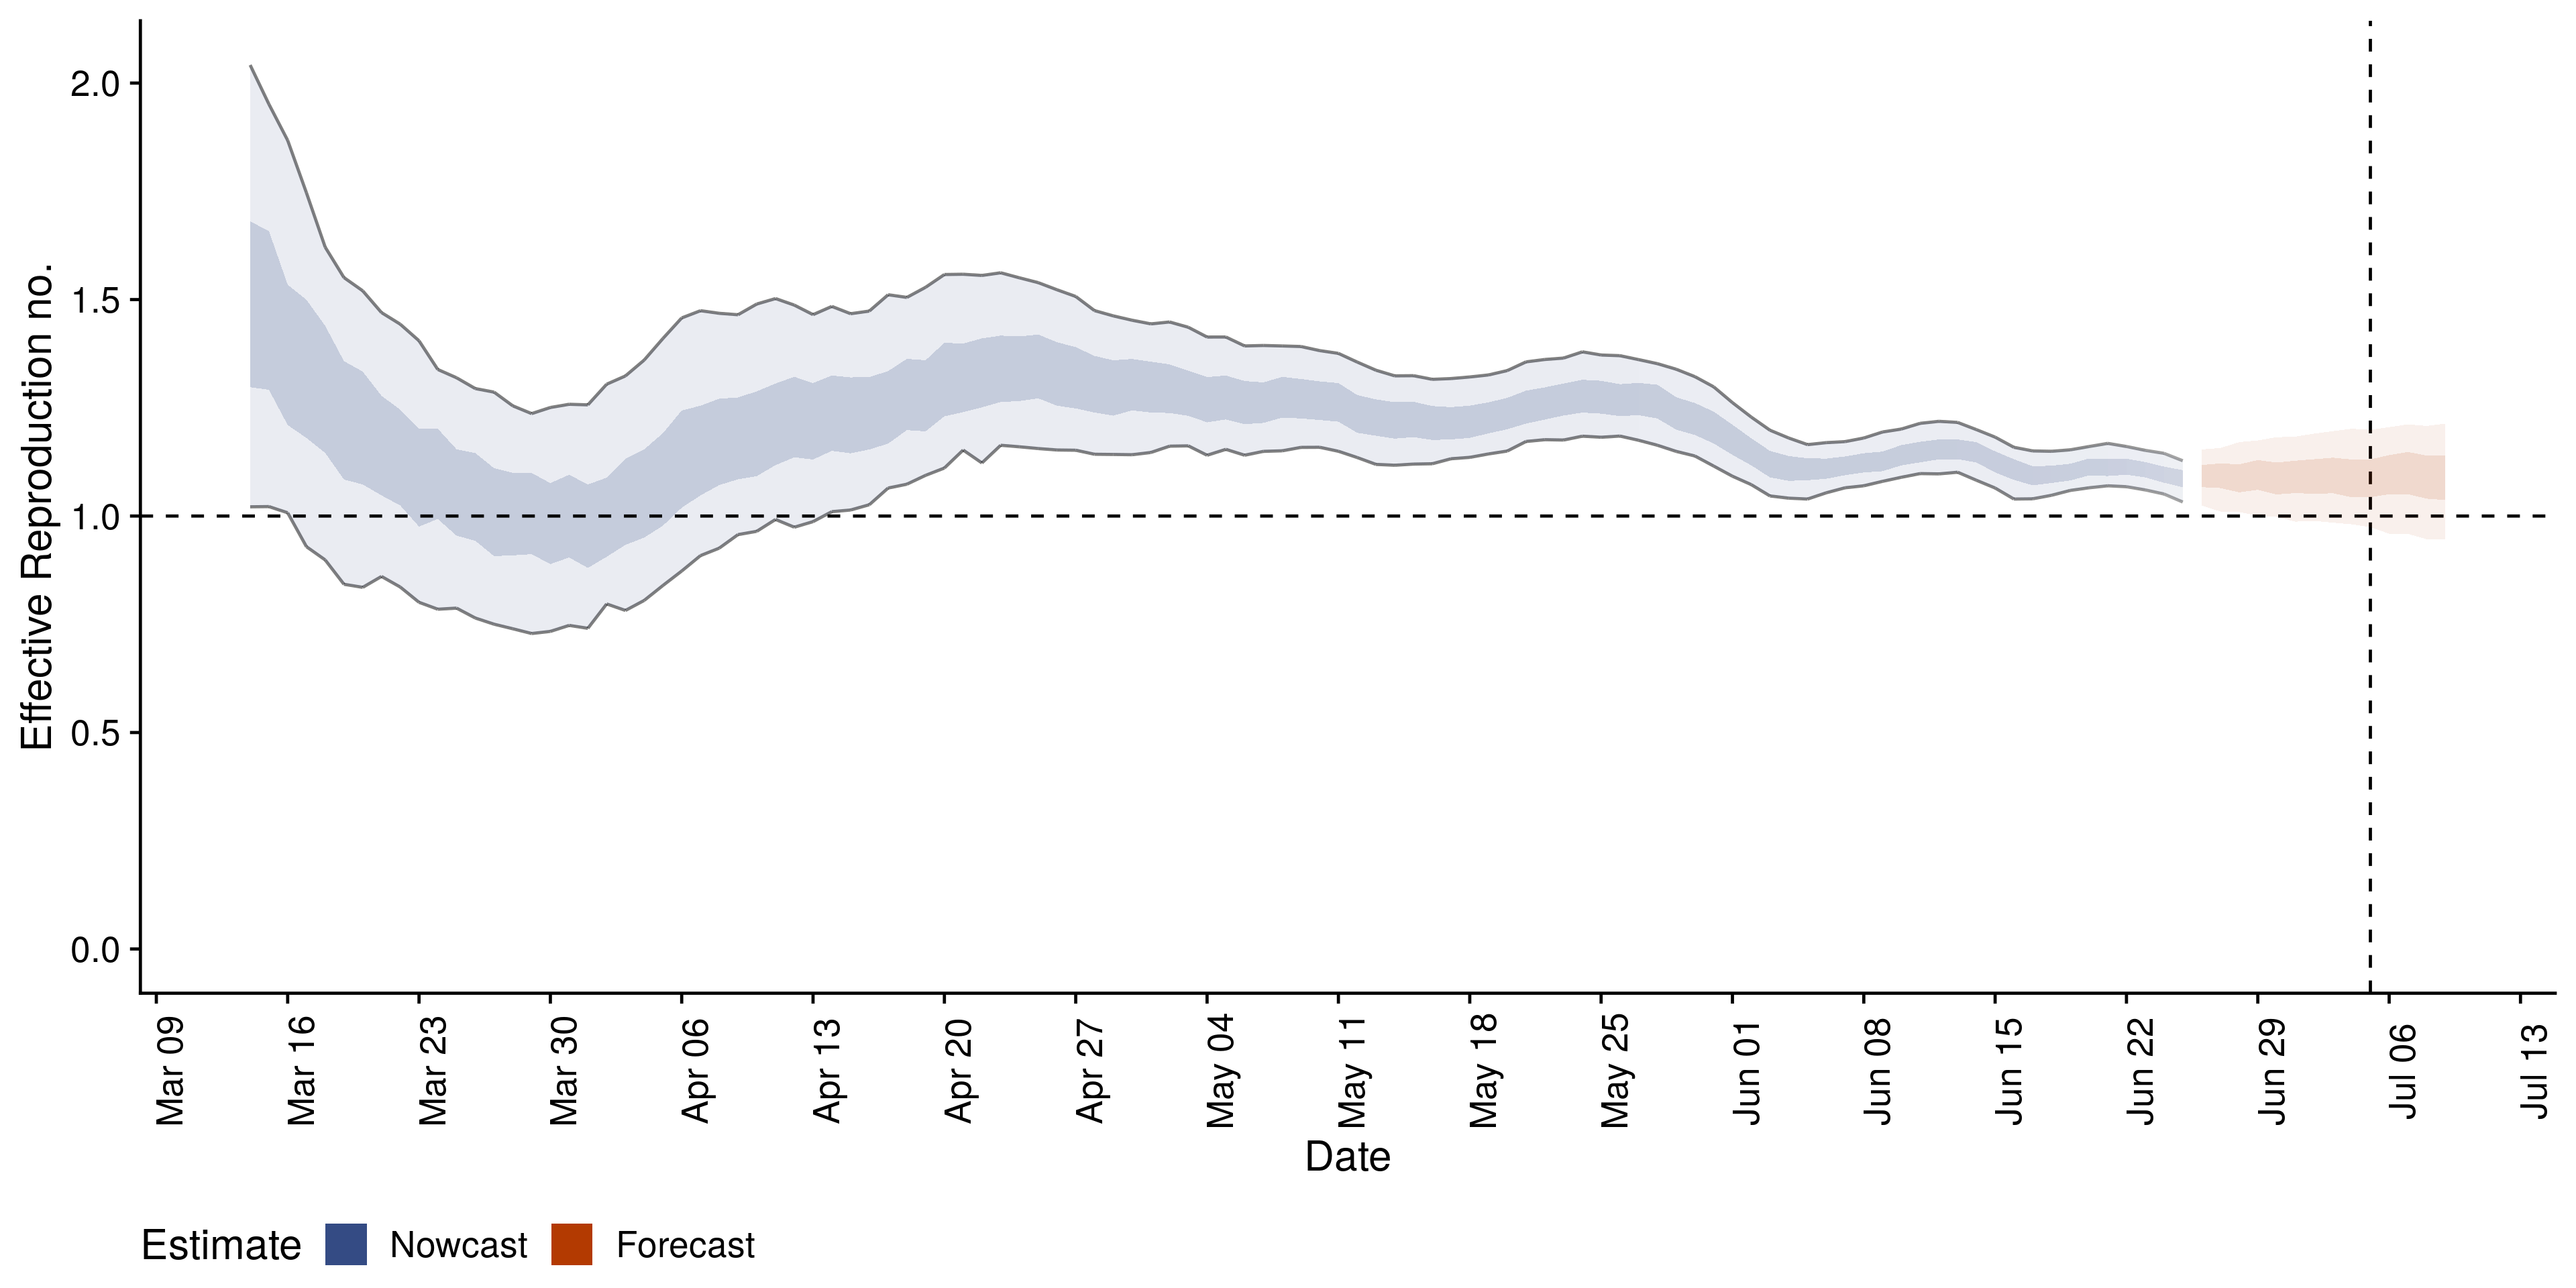 Effective Reproduction no.
2.0
1.5
1.0
0.5
0.0
Mar 09
Mar 16
Mar 23
Mar 30
Apr 06
Apr 13
Apr 20
Apr 27
May 04
May 11
May 18
May 25
Jun 01
Jun 08
Jun 15
Jun 22
Jun 29
Jul 06
Jul 13
Date
Estimate Nowcast Forecast